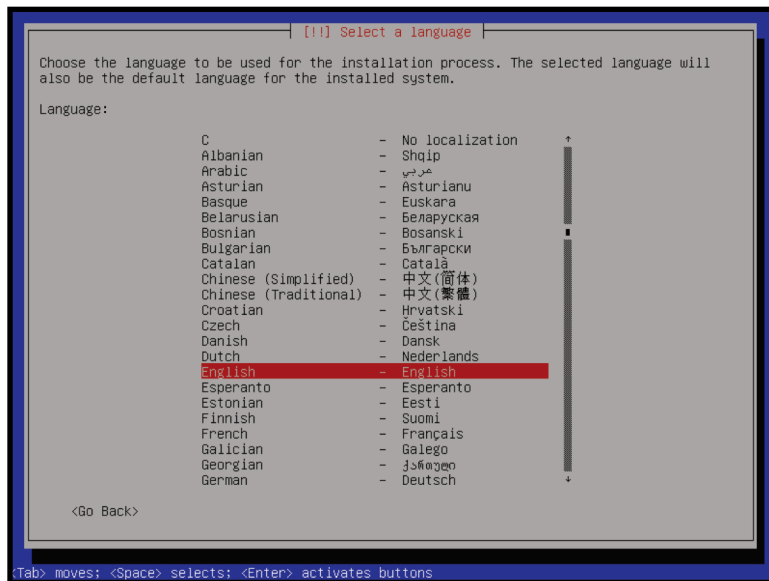 [!!] Select a language
Choose the language to be used for the installation process. The selected language will
also be the default language for the installed system.
Language:
C - No localization
Albanian - Shqip
Arabic - عربي
Asturian - Asturianu
Basque - Euskara
Belarusian - Беларуская
Bosnian - Bosanski
Bulgarian - Български
Catalan - Català
Chinese (Simplified) - 中文(简体)
Chinese (Traditional) - 中文(繁體)
Croatian - Hrvatski
Czech - Čeština
Danish - Dansk
Dutch - Nederlands
English - English
Esperanto - Esperanto
Estonian - Eesti
Finnish - Suomi
French - Français
Galician - Galego
Georgian - ქართული
German - Deutsch
<Go Back>
<Tab> moves; <Space> selects; <Enter> activates buttons